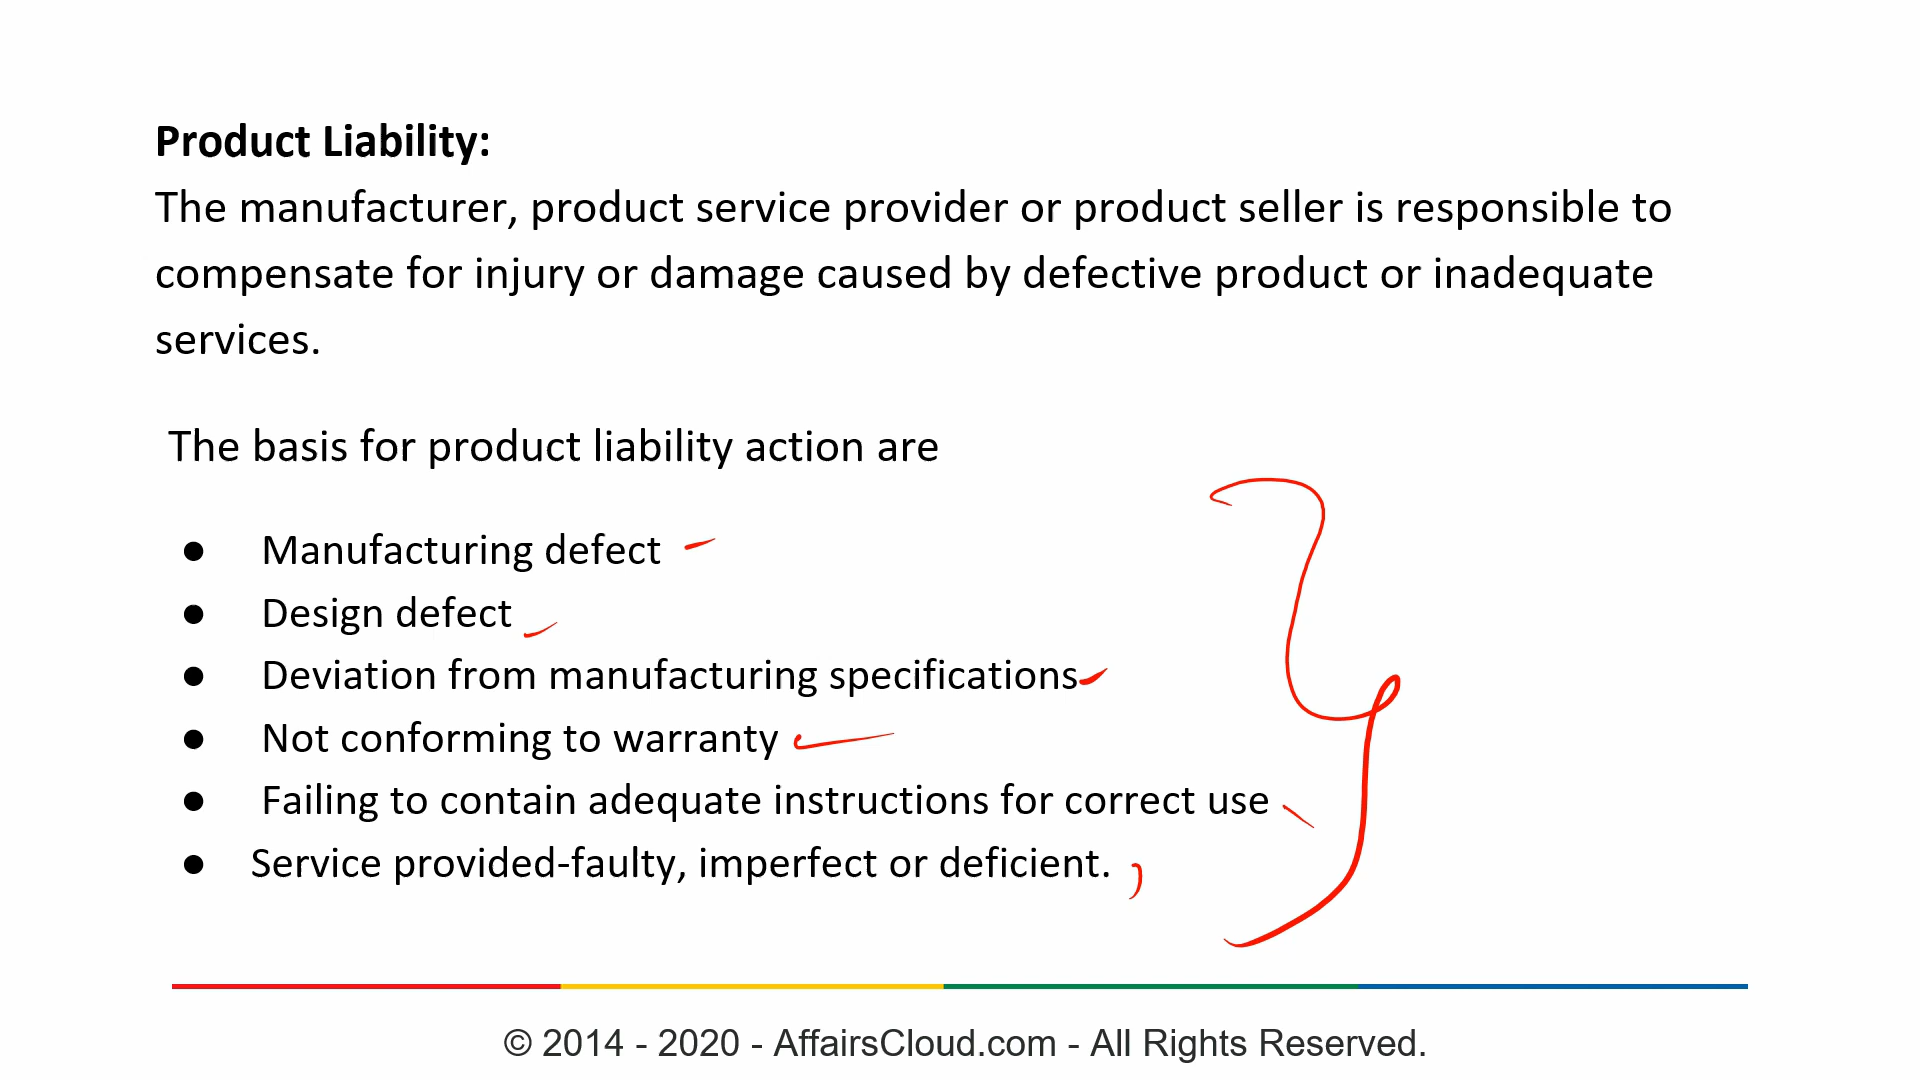 Product Liability:
The manufacturer, product service provider or product seller is responsible to
compensate for injury or damage caused by defective product or inadequate
services.
The basis for product liability action are
● Manufacturing defect
● Design defect
● Deviation from manufacturing specifications
● Not conforming to warranty
● Failing to contain adequate instructions for correct use
● Service provided-faulty, imperfect or deficient.
© 2014 - 2020 - AffairsCloud.com - All Rights Reserved.